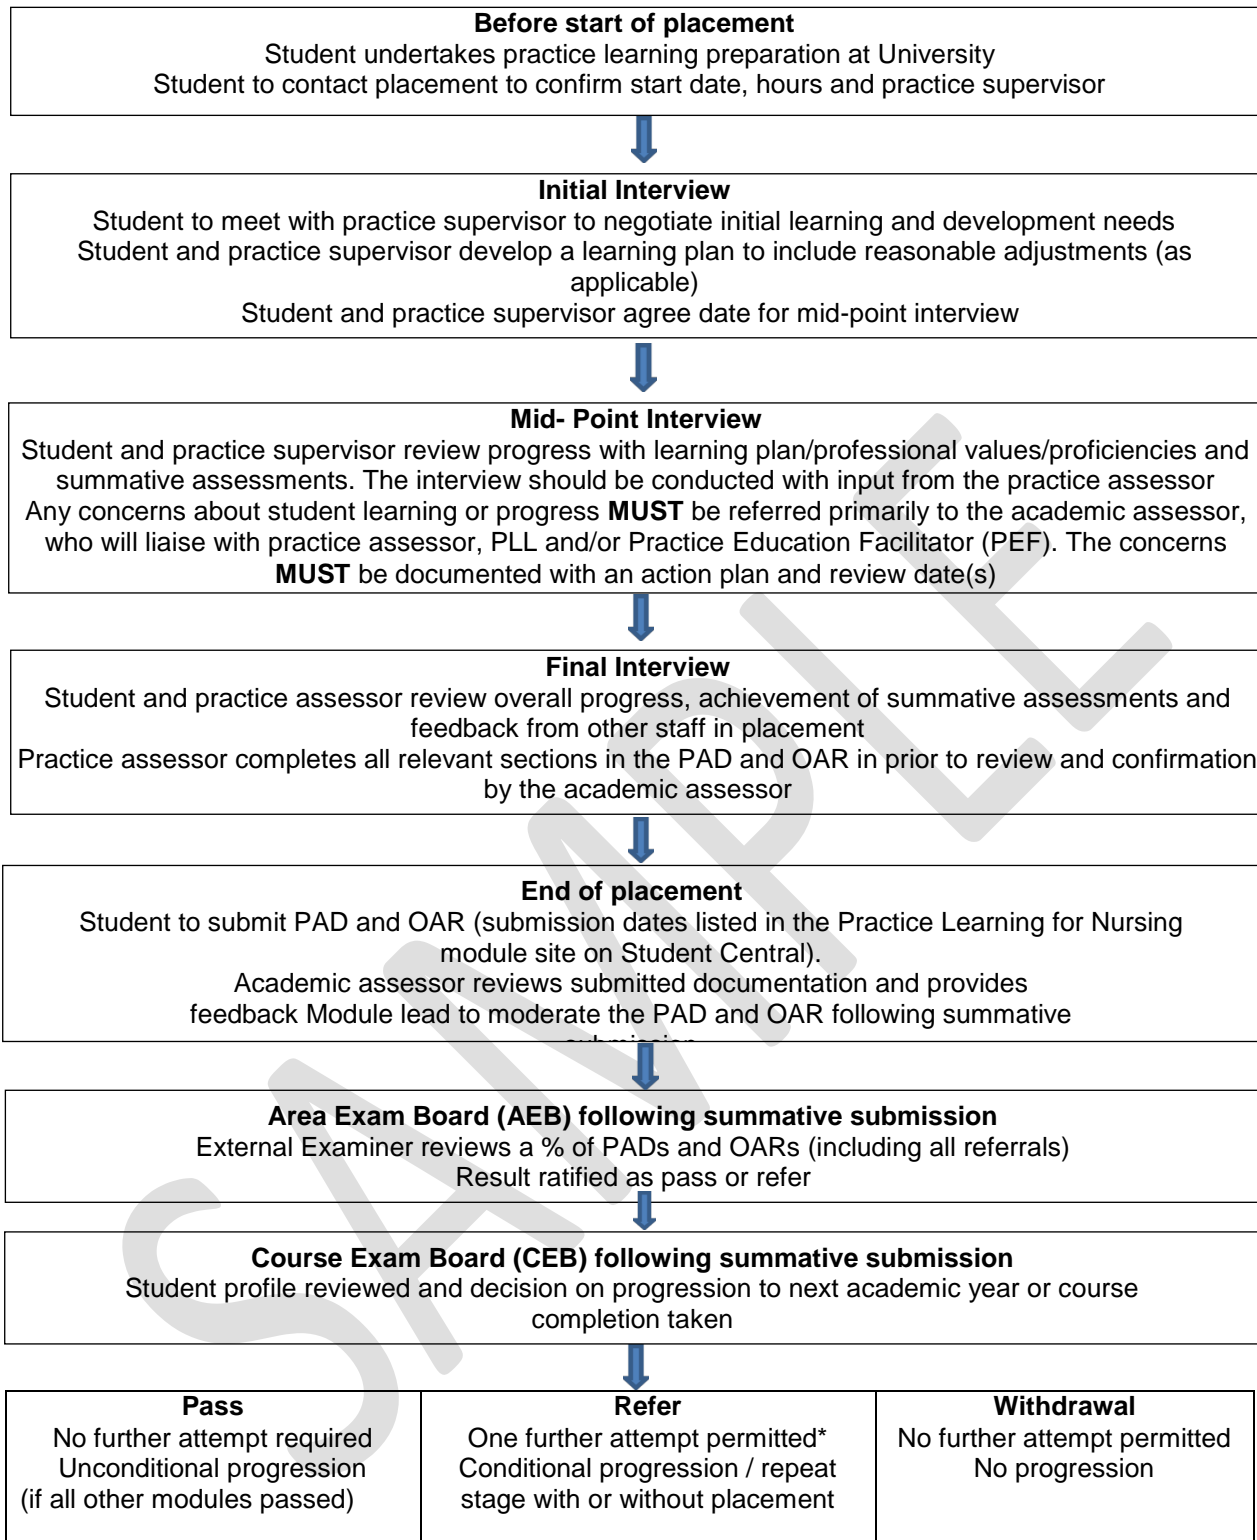 Before start of placement
Student undertakes practice learning preparation at University
Student to contact placement to confirm start date, hours and practice supervisor
Initial Interview
Student to meet with practice supervisor to negotiate initial learning and development needs
Student and practice supervisor develop a learning plan to include reasonable adjustments (as
applicable)
Student and practice supervisor agree date for mid-point interview
Mid- Point Interview
Student and practice supervisor review progress with learning plan/professional values/proficiencies and
summative assessments. The interview should be conducted with input from the practice assessor
Any concerns about student learning or progress MUST be referred primarily to the academic assessor,
who will liaise with practice assessor, PLL and/or Practice Education Facilitator (PEF). The concerns
MUST be documented with an action plan and review date(s)
Final Interview
Student and practice assessor review overall progress, achievement of summative assessments and
feedback from other staff in placement
Practice assessor completes all relevant sections in the PAD and OAR in prior to review and confirmation
by the academic assessor
End of placement
Student to submit PAD and OAR (submission dates listed in the Practice Learning for Nursing
module site on Student Central).
Academic assessor reviews submitted documentation and provides
feedback Module lead to moderate the PAD and OAR following summative
Area Exam Board (AEB) following summative submission
External Examiner reviews a % of PADs and OARs (including all referrals)
Result ratified as pass or refer
Course Exam Board (CEB) following summative submission
Student profile reviewed and decision on progression to next academic year or course
completion taken
Pass
No further attempt required
Unconditional progression
(if all other modules passed)
Refer
One further attempt permitted*
Conditional progression / repeat
stage with or without placement
Withdrawal
No further attempt permitted
No progression
SAMPLE